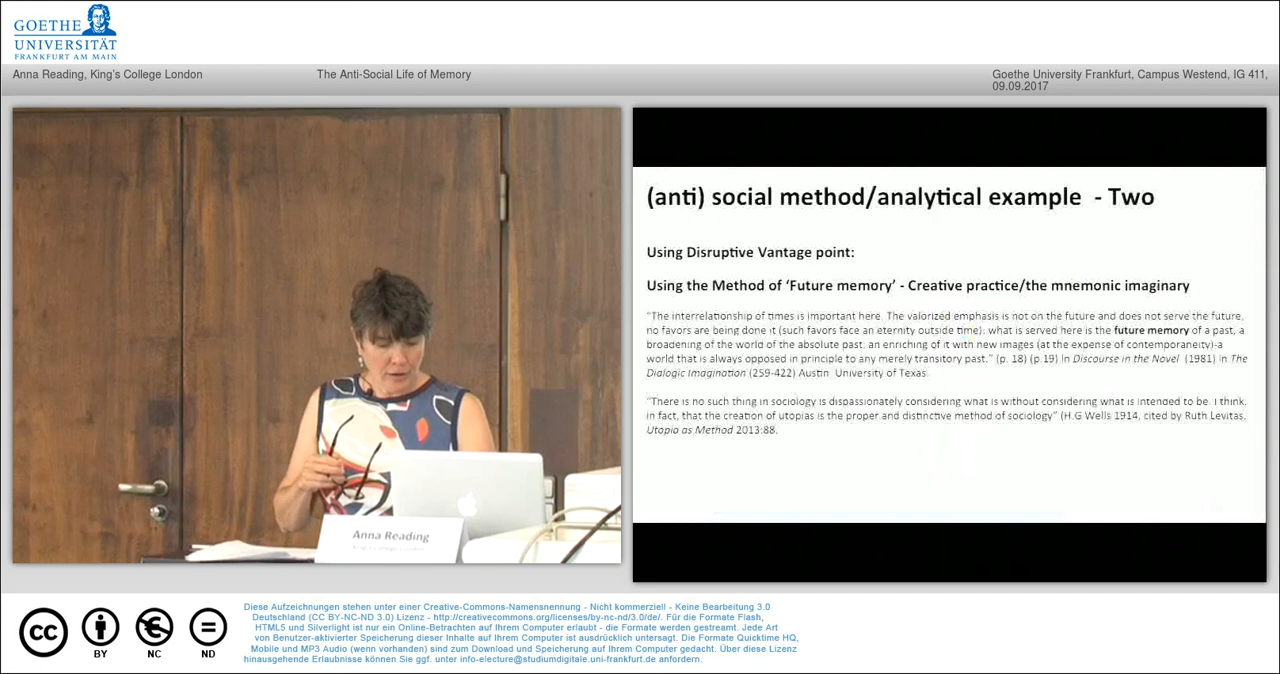 GOETHE
UNIVERSITÄT
FRANKFURT AM MAIN
Anna Reading, King's College London
The Anti-Social Life of Memory
Goethe University Frankfurt, Campus Westend, IG 411,
09.09.2017
(anti) social method/analytical example - Two
Using Disruptive Vantage point:
Using the Method of ‘Future memory’ - Creative practice/the mnemonic imaginary
“The interrelationship of times is important here. The valorized emphasis is not on the future and does not serve the future,
no favors are being done it (such favors face an eternity outside time); what is served here is the future memory of a past, a
broadening of the world of the absolute past, an enriching of it with new images (at the expense of contemporaneity)-a
world that is always opposed in principle to any merely transitory past.” (p. 18) (p.19) In Discourse in the Novel (1981) In The
Dialogic Imagination (259-422) Austin University of Texas.
“There is no such thing in sociology is dispassionately considering what is without considering what is intended to be. I think,
in fact, that the creation of utopias is the proper and distinctive method of sociology” (H.G Wells 1914, cited by Ruth Levitas,
Utopia as Method 2013:88.
Anna Reading
King's College London
cc
BY
NC
ND
Diese Aufzeichnungen stehen unter einer Creative-Commons-Namensnennung - Nicht kommerziell - Keine Bearbeitung 3.0
Deutschland (CC BY-NC-ND 3.0) Lizenz - http://creativecommons.org/licenses/by-nc-nd/3.0/de/. Für die Formate Flash,
HTML5 und Silverlight ist nur ein Online-Betrachten auf Ihrem Computer erlaubt - die Formate werden gestreamt. Jede Art
von Benutzer-aktivierter Speicherung dieser Inhalte auf Ihrem Computer ist ausdrücklich untersagt. Die Formate Quicktime HQ,
Mobile und MP3 Audio (wenn vorhanden) sind zum Download und Speicherung auf Ihrem Computer gedacht. Über diese Lizenz
hinausgehende Erlaubnisse können Sie ggf. unter info-electure@studiumdigitale.uni-frankfurt.de anfordern.